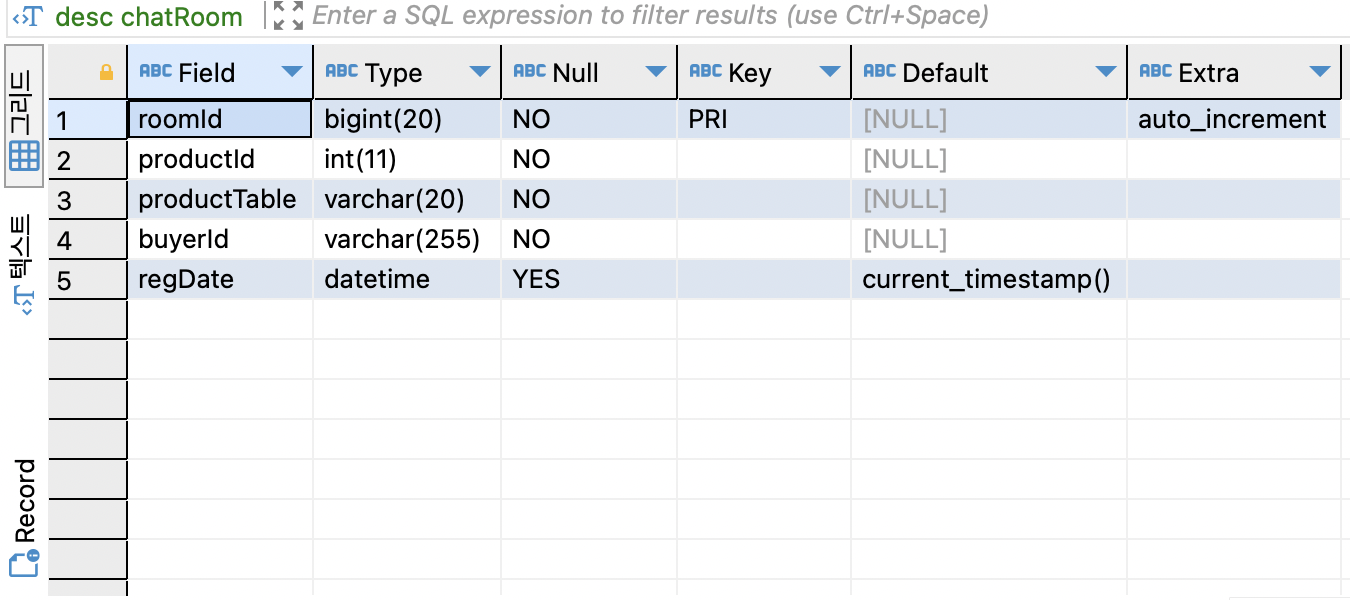 desc chatRoom Enter a SQL expression to filter results (use Ctrl+Space)
ABC Field ABC Type ABC Null ABC Key ABC Default ABC Extra
1 roomId bigint(20) NO PRI [NULL] auto_increment
2 productId int(11) NO [NULL]
3 productTable varchar(20) NO [NULL]
4 buyerId varchar(255) NO [NULL]
5 regDate datetime YES current_timestamp()
그리드
텍스트
Record